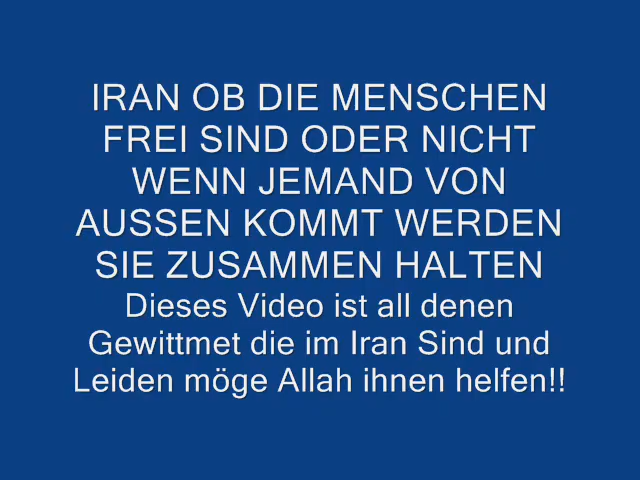 IRAN OB DIE MENSCHEN
FREI SIND ODER NICHT
WENN JEMAND VON
AUSSEN KOMMT WERDEN
SIE ZUSAMMEN HALTEN
Dieses Video ist all denen
Gewittmet die im Iran Sind und
Leiden möge Allah ihnen helfen!!